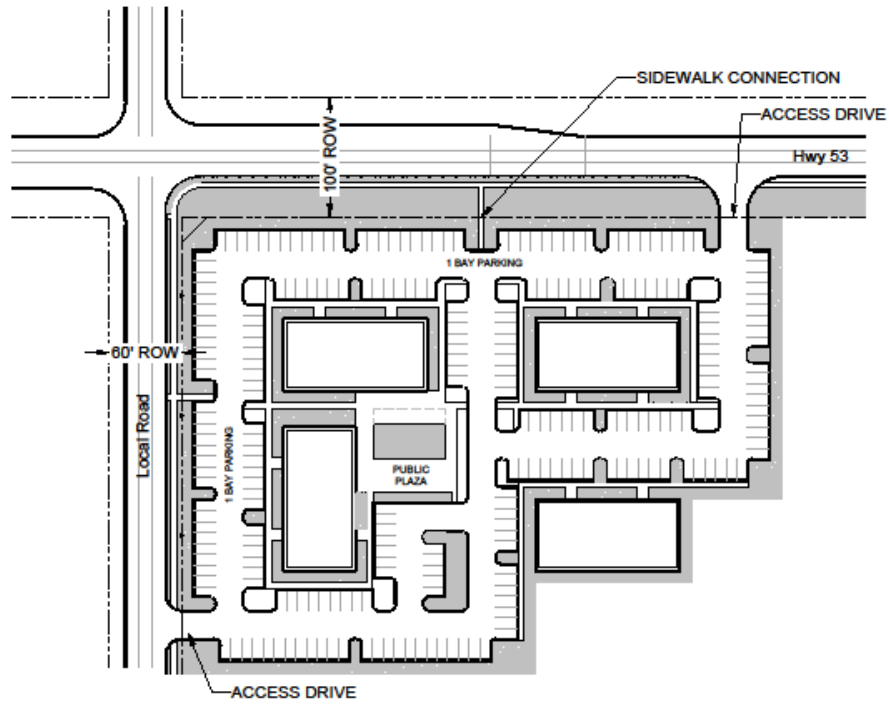 SIDEWALK CONNECTION
ACCESS DRIVE
Hwy 53
100' ROW
1 BAY PARKING
60' ROW
Local Road
1 BAY PARKING
PUBLIC
PLAZA
ACCESS DRIVE